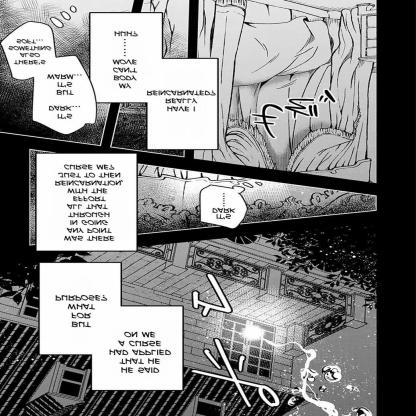 HE SAID
THAT HE
HAD APPLIED
A CURSE
ON ME
BUT
FOR
WHAT
PURPOSE?
WAS THERE
ANY POINT
IN GOING
THROUGH
ALL THAT
EFFORT
WITH THE
REINCARNATION,
JUST TO THEN
CURSE ME?
IT'S
DARK...
HAVE I
REALLY
REINCARNATED?
MY
BODY
CAN'T
MOVE
......
HUH?
IT'S
DARK...
BUT
IT'S
WARM...
THERE'S
ALSO
SOMETHING
SOFT...